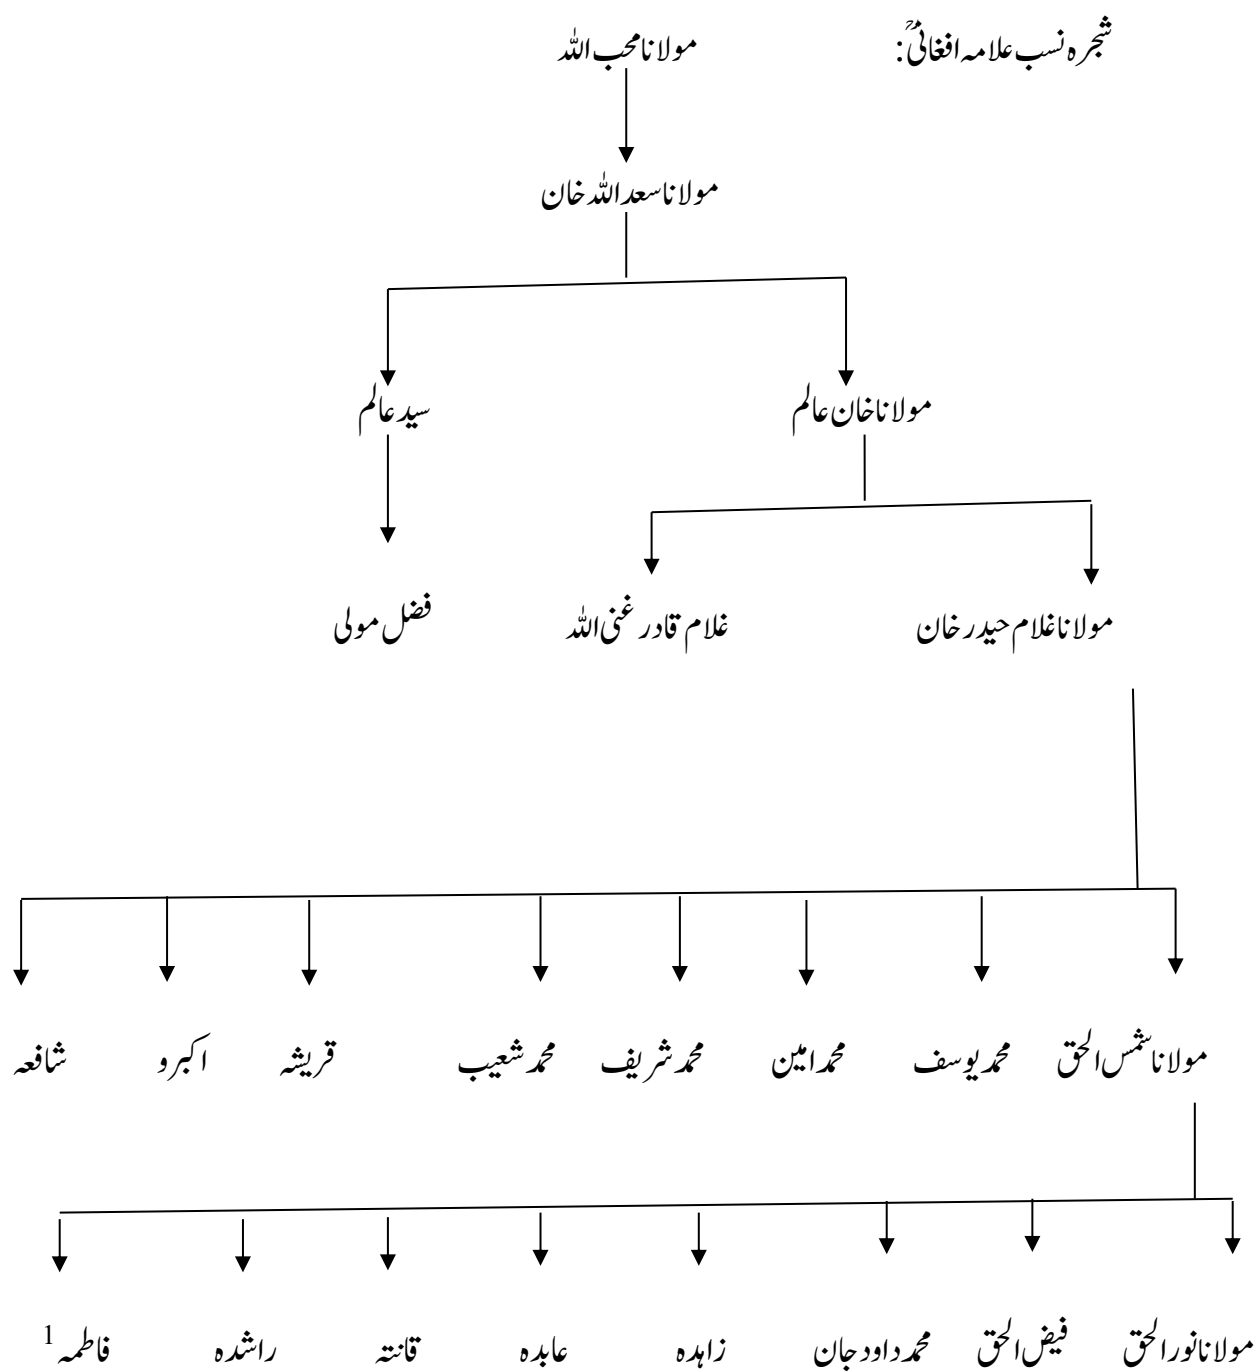 شجرہ نسب علامہ افغانیؒ: مولانا محب اللہ
مولانا سعد اللہ خان
مولانا خان عالم سید عالم
مولانا غلام حیدر خان غلام قادر غنی اللہ فضل مولی
مولانا شمس الحق محمد یوسف محمد امین محمد شریف محمد شعیب قریشہ اکبرو شافعہ
مولانا نور الحق فیض الحق محمد داود جان زاہدہ عابدہ قانتہ راشدہ فاطمہ 1